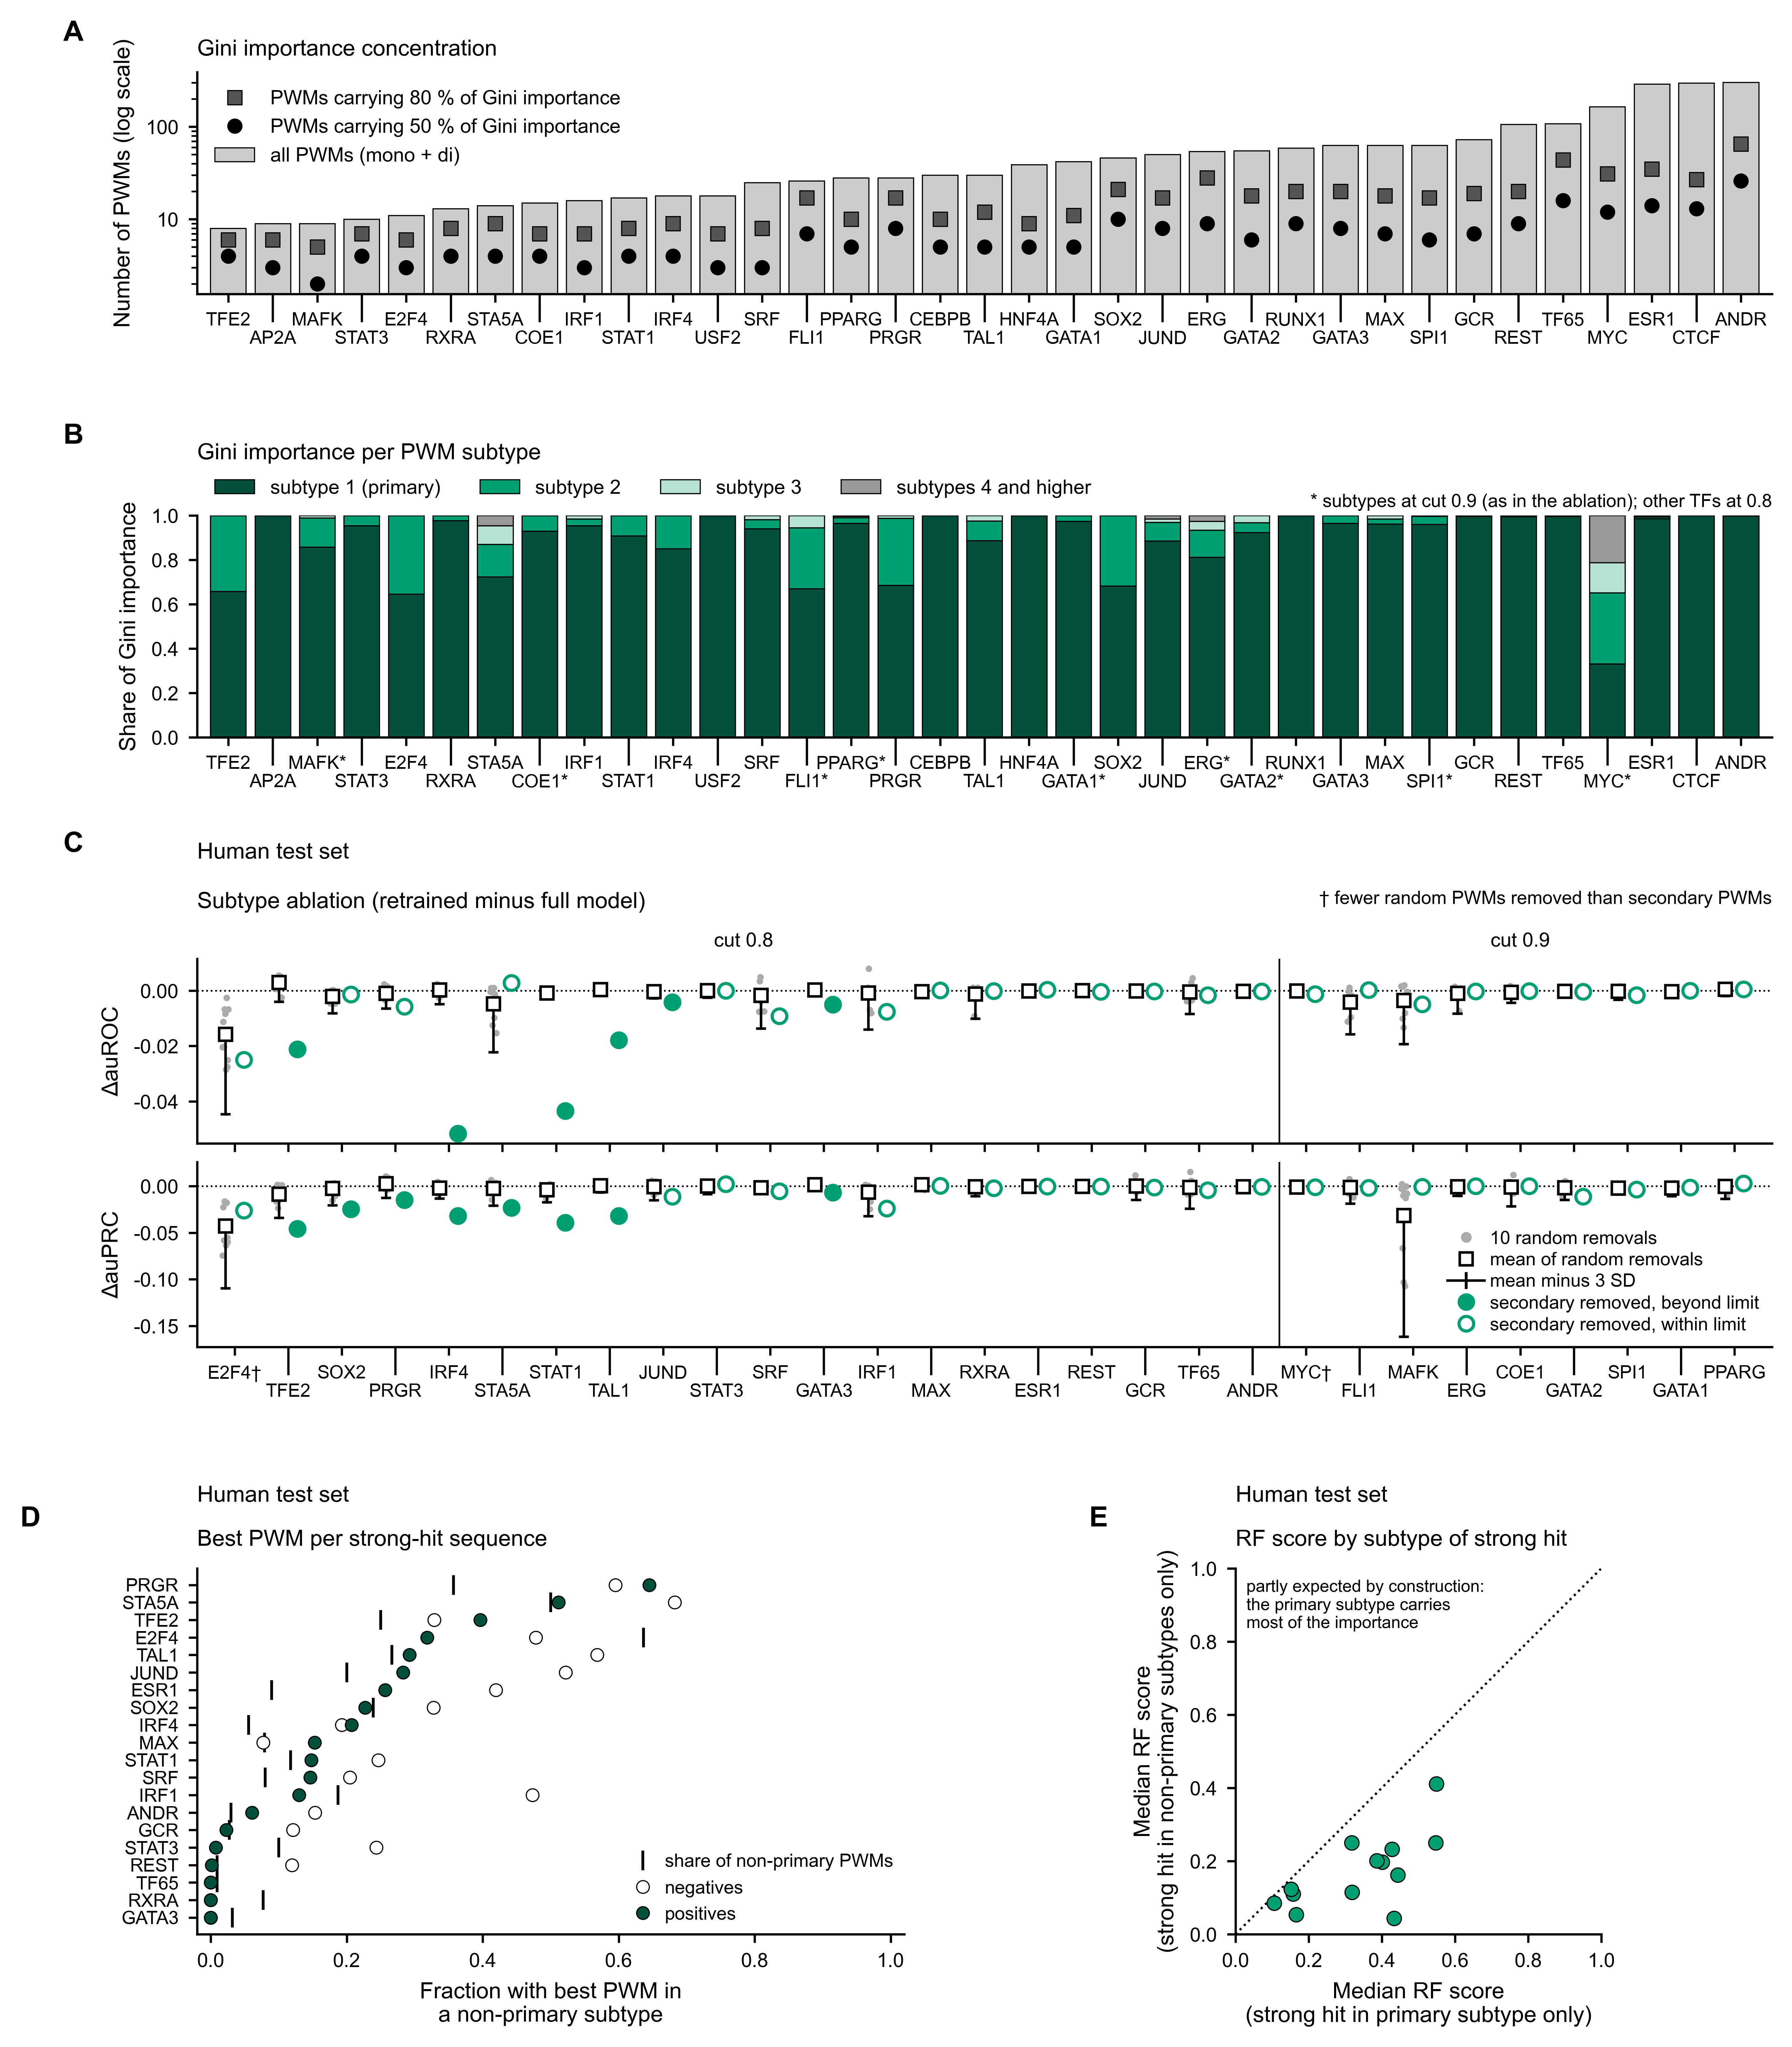 A
Gini importance concentration
Number of PWMs (log scale)
100
10
PWMs carrying 80 % of Gini importance
PWMs carrying 50 % of Gini importance
all PWMs (mono + di)
TFE2 MAFK E2F4 STA5A IRF1 IRF4 SRF PPARG CEBPB HNF4A SOX2 ERG RUNX1 MAX GCR TF65 ESR1 ANDR
AP2A STAT3 RXRA COE1 STAT1 USF2 FLI1 PRGR TAL1 GATA1 JUND GATA2 GATA3 SPI1 REST MYC CTCF
B
Gini importance per PWM subtype
subtype 1 (primary) subtype 2 subtype 3 subtypes 4 and higher
* subtypes at cut 0.9 (as in the ablation); other TFs at 0.8
Share of Gini importance
1.0
0.8
0.6
0.4
0.2
0.0
TFE2 MAFK* E2F4 STA5A IRF1 IRF4 SRF PPARG* CEBPB HNF4A SOX2 ERG* RUNX1 MAX GCR TF65 ESR1 ANDR
AP2A STAT3 RXRA COE1* STAT1 USF2 FLI1* PRGR TAL1 GATA1* JUND GATA2* GATA3 SPI1* REST MYC* CTCF
C
Human test set
Subtype ablation (retrained minus full model)
† fewer random PWMs removed than secondary PWMs
cut 0.8 cut 0.9
ΔauROC
0.00
-0.02
-0.04
ΔauPRC
0.00
-0.05
-0.10
-0.15
10 random removals
mean of random removals
mean minus 3 SD
secondary removed, beyond limit
secondary removed, within limit
E2F4† SOX2 IRF4 STAT1 JUND SRF IRF1 RXRA REST TF65 MYC† MAFK COE1 SPI1 PPARG
TFE2 PRGR STA5A TAL1 STAT3 GATA3 MAX ESR1 GCR ANDR FLI1 ERG GATA2 GATA1
D
Human test set
Best PWM per strong-hit sequence
PRGR
STA5A
TFE2
E2F4
TAL1
JUND
ESR1
SOX2
IRF4
MAX
STAT1
SRF
IRF1
ANDR
GCR
STAT3
REST
TF65
RXRA
GATA3
share of non-primary PWMs
negatives
positives
0.0 0.2 0.4 0.6 0.8 1.0
Fraction with best PWM in
a non-primary subtype
E
Human test set
RF score by subtype of strong hit
partly expected by construction:
the primary subtype carries
most of the importance
Median RF score
(strong hit in non-primary subtypes only)
1.0
0.8
0.6
0.4
0.2
0.0
0.0 0.2 0.4 0.6 0.8 1.0
Median RF score
(strong hit in primary subtype only)